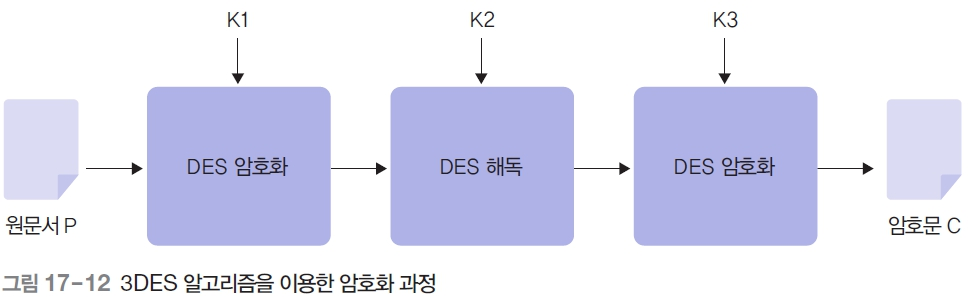 K1
K2
K3
DES 암호화
DES 해독
DES 암호화
원문서 P
암호문 C
그림 17-12 3DES 알고리즘을 이용한 암호화 과정